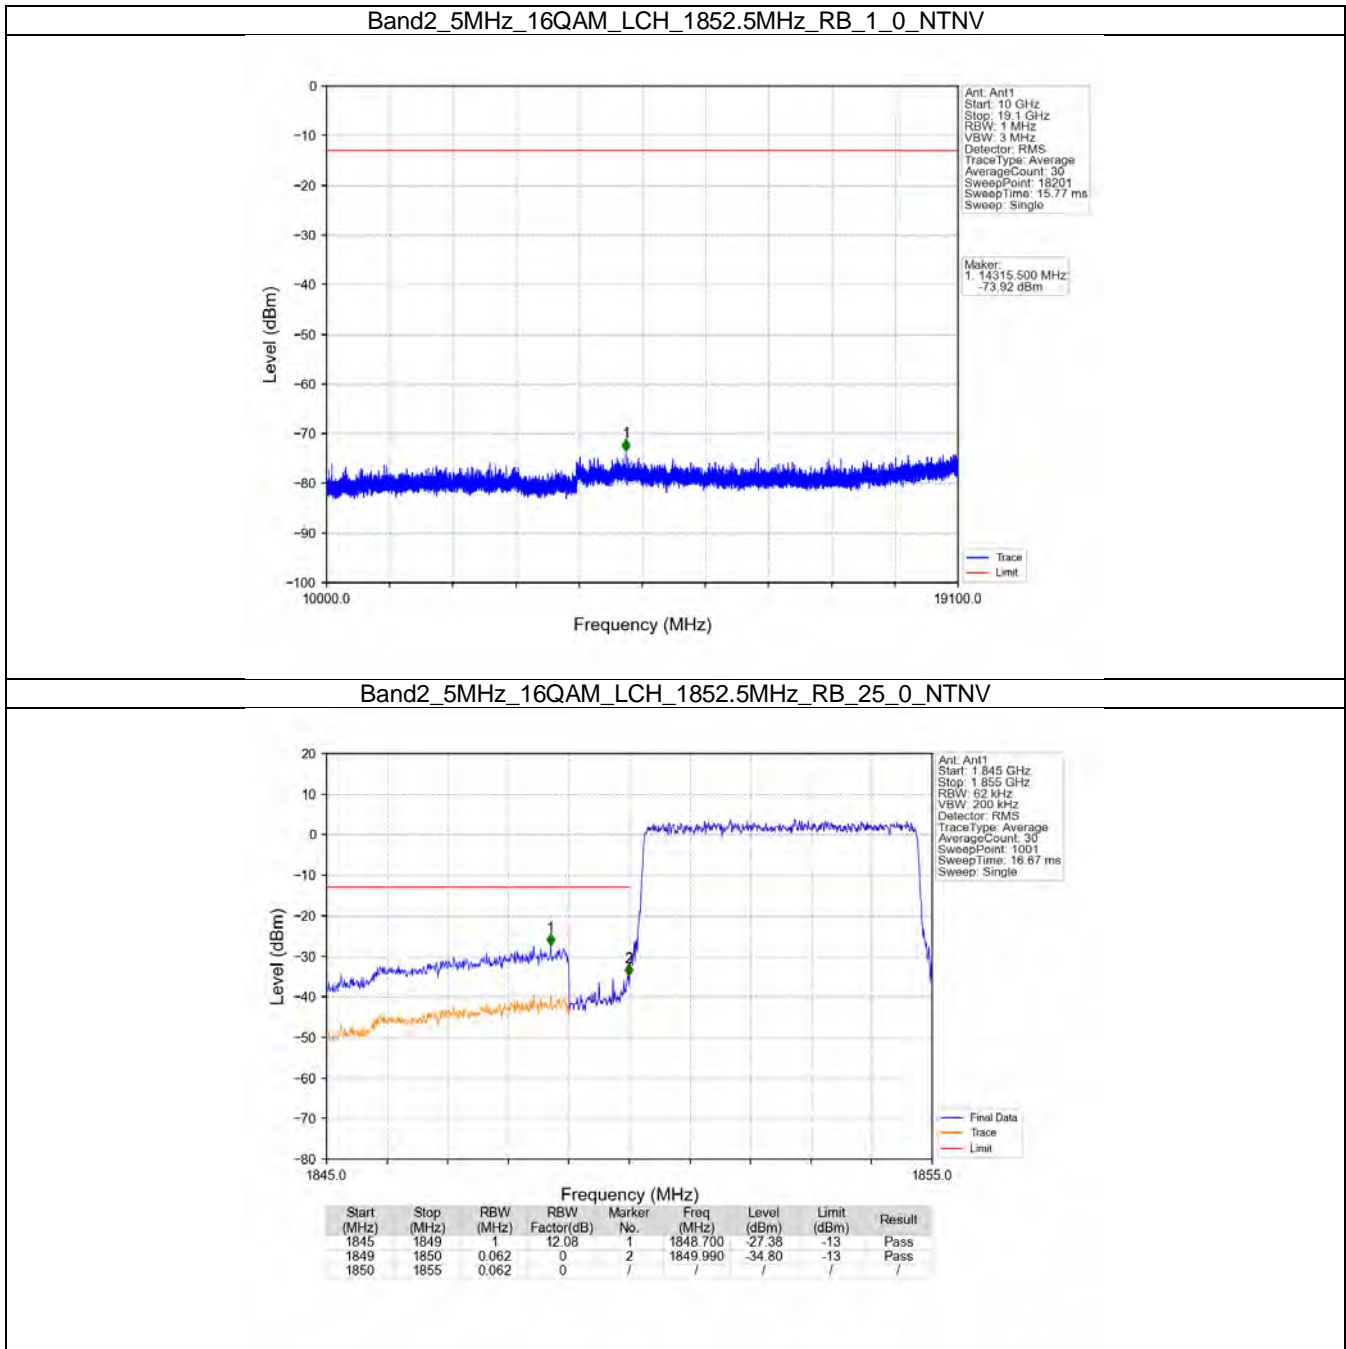 Band2_5MHz_16QAM_LCH_1852.5MHz_RB_1_0_NTNV
0
−10
−20
−30
−40
−50
−60
−70
−80
−90
−100
Level (dBm)
1
10000.0
19100.0
Frequency (MHz)
Ant: Ant1
Start: 10 GHz
Stop: 19.1 GHz
RBW: 1 MHz
VBW: 3 MHz
Detector: RMS
TraceType: Average
AverageCount: 30
SweepPoint: 18201
SweepTime: 15.77 ms
Sweep: Single
Maker:
1. 14315.500 MHz:
-73.92 dBm
Trace
Limit
Band2_5MHz_16QAM_LCH_1852.5MHz_RB_25_0_NTNV
20
10
0
−10
−20
−30
−40
−50
−60
−70
−80
Level (dBm)
1
2
1845.0
1855.0
Frequency (MHz)
Ant: Ant1
Start: 1.845 GHz
Stop: 1.855 GHz
RBW: 62 kHz
VBW: 200 kHz
Detector: RMS
TraceType: Average
AverageCount: 30
SweepPoint: 1001
SweepTime: 16.67 ms
Sweep: Single
Final Data
Trace
Limit
Start (MHz) Stop (MHz) RBW (MHz) RBW Factor(dB) Marker No. Freq (MHz) Level (dBm) Limit (dBm) Result
1845 1849 1 12.08 1 1848.700 -27.38 -13 Pass
1849 1850 0.062 0 2 1849.990 -34.80 -13 Pass
1850 1855 0.062 0 / / / / /